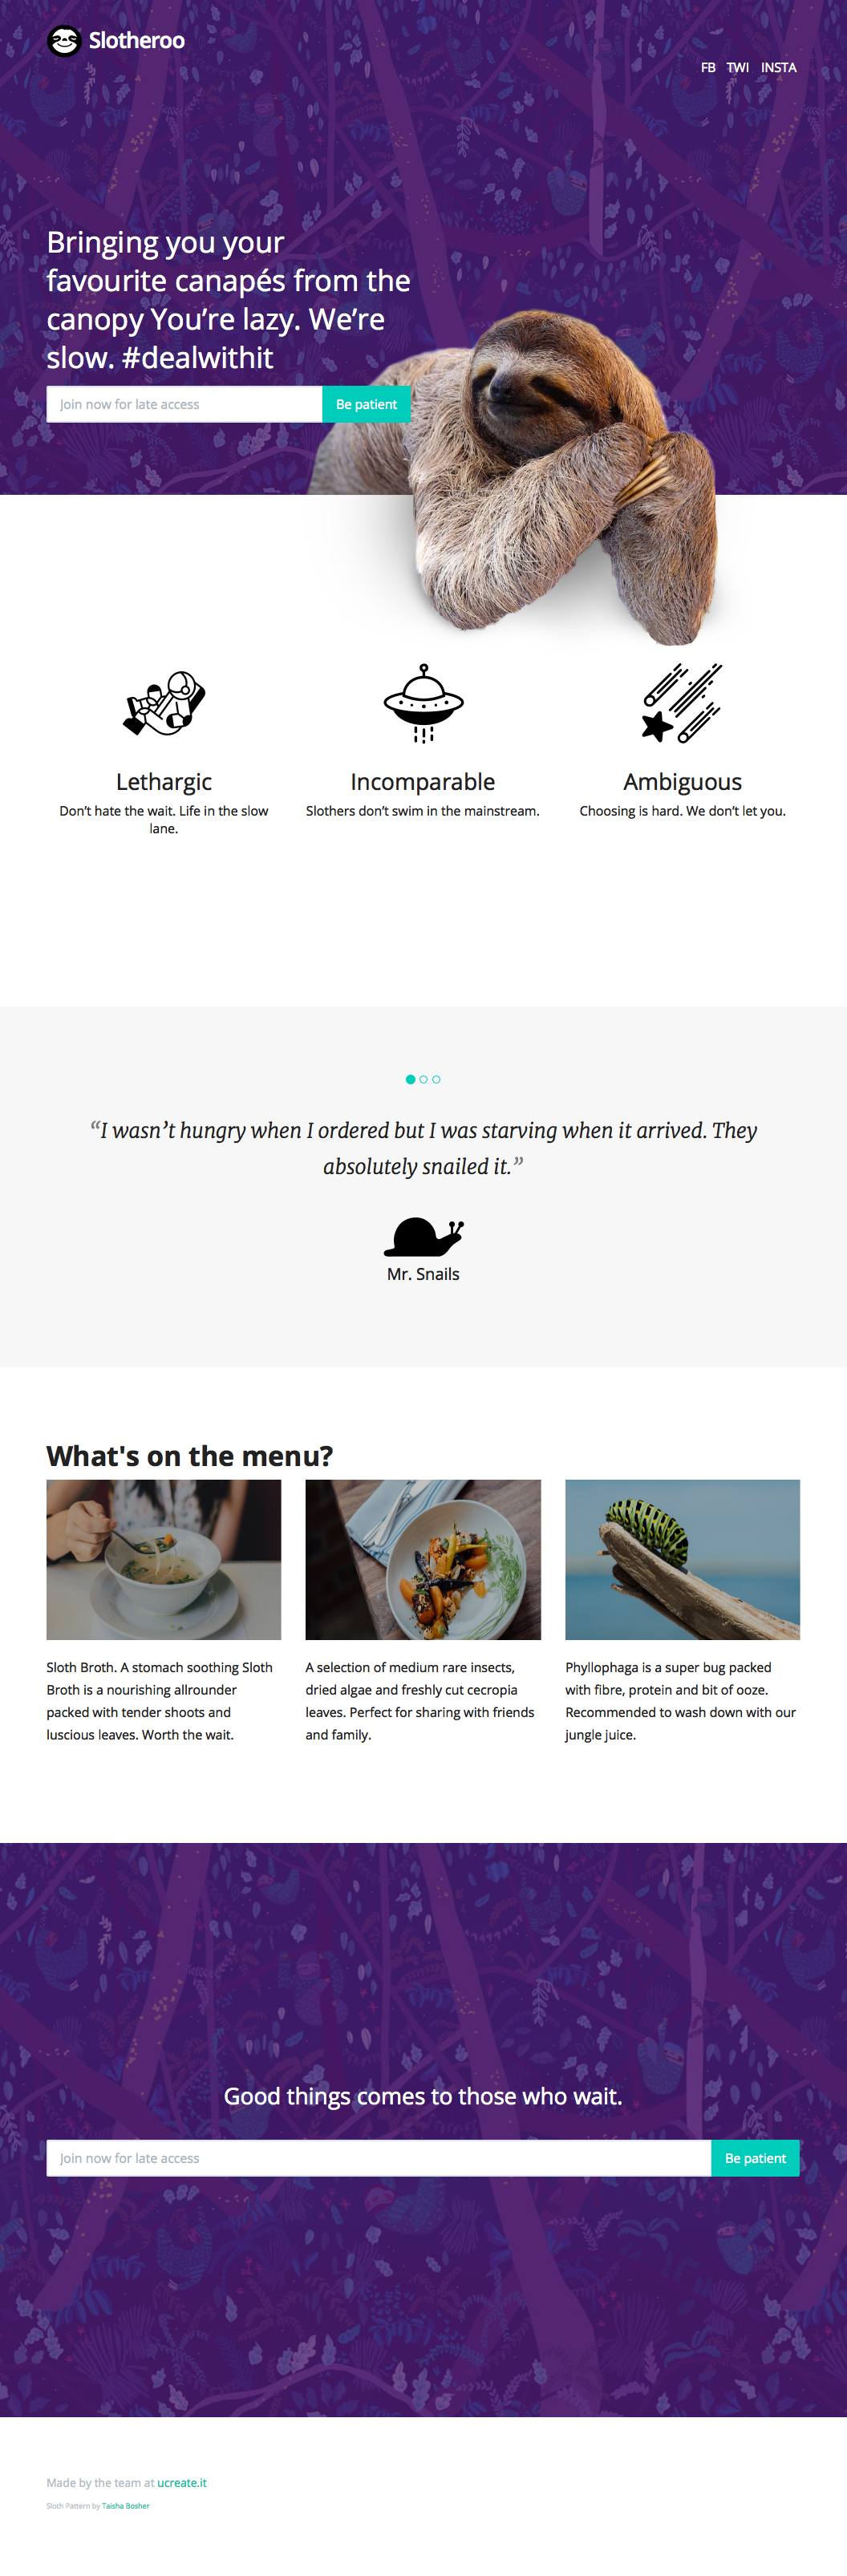 Slotheroo
FB TWI INSTA
Bringing you your
favourite canapés from the
canopy You’re lazy. We’re
slow. #dealwithit
Join now for late access
Be patient
Lethargic
Don’t hate the wait. Life in the slow
lane.
Incomparable
Slothers don’t swim in the mainstream.
Ambiguous
Choosing is hard. We don’t let you.
“I wasn’t hungry when I ordered but I was starving when it arrived. They
absolutely snailed it.”
Mr. Snails
What's on the menu?
Sloth Broth. A stomach soothing Sloth
Broth is a nourishing allrounder
packed with tender shoots and
luscious leaves. Worth the wait.
A selection of medium rare insects,
dried algae and freshly cut cecropia
leaves. Perfect for sharing with friends
and family.
Phyllophaga is a super bug packed
with fibre, protein and bit of ooze.
Recommended to wash down with our
jungle juice.
Good things comes to those who wait.
Join now for late access
Be patient
Made by the team at ucreate.it
Sloth Pattern by Taisha Bosher